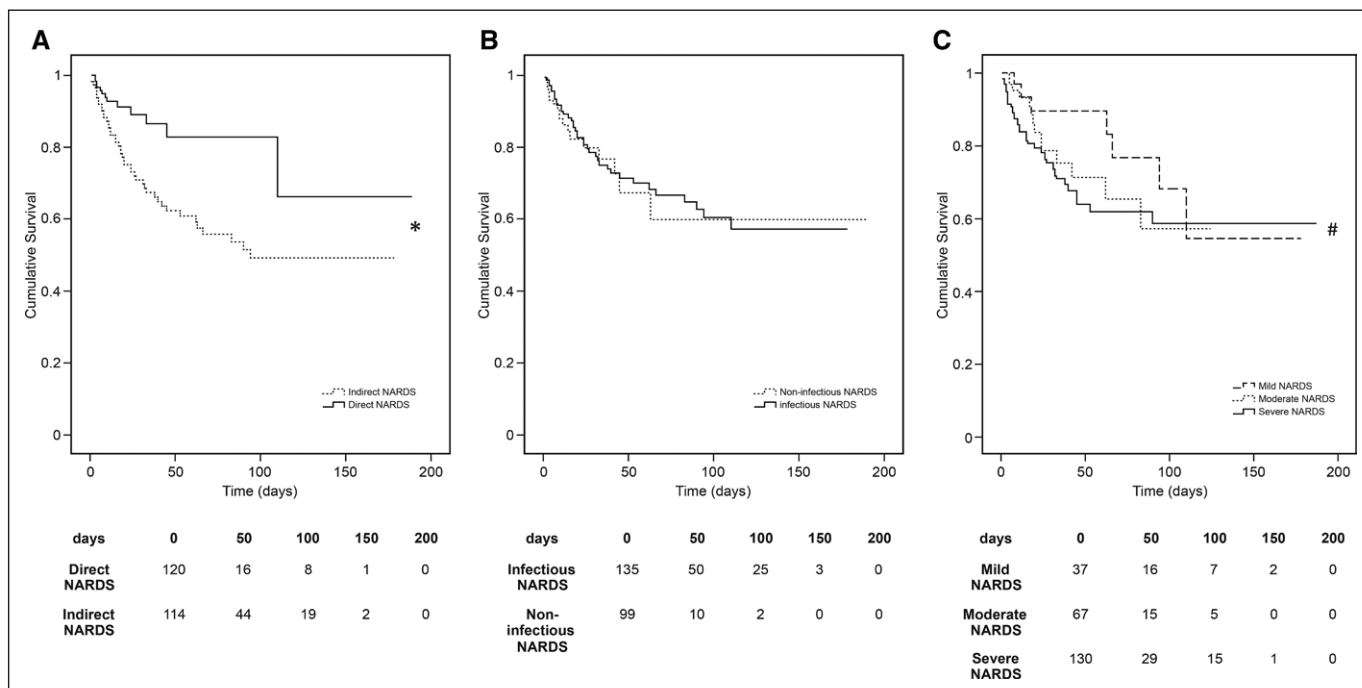 A
Cumulative Survival
1
0.8
0.6
0.4
0.2
0
*
Indirect NARDS
Direct NARDS
0 50 100 150 200
Time (days)
days 0 50 100 150 200
Direct NARDS 120 16 8 1 0
Indirect NARDS 114 44 19 2 0
B
Cumulative Survival
1
0.8
0.6
0.4
0.2
0
Non-infectious NARDS
infectious NARDS
0 50 100 150 200
Time (days)
days 0 50 100 150 200
Infectious NARDS 135 50 25 3 0
Non-infectious NARDS 99 10 2 0 0
C
Cumulative Survival
1
0.8
0.6
0.4
0.2
0
#
Mild NARDS
Moderate NARDS
Severe NARDS
0 50 100 150 200
Time (days)
days 0 50 100 150 200
Mild NARDS 37 16 7 2 0
Moderate NARDS 67 15 5 0 0
Severe NARDS 130 29 15 1 0